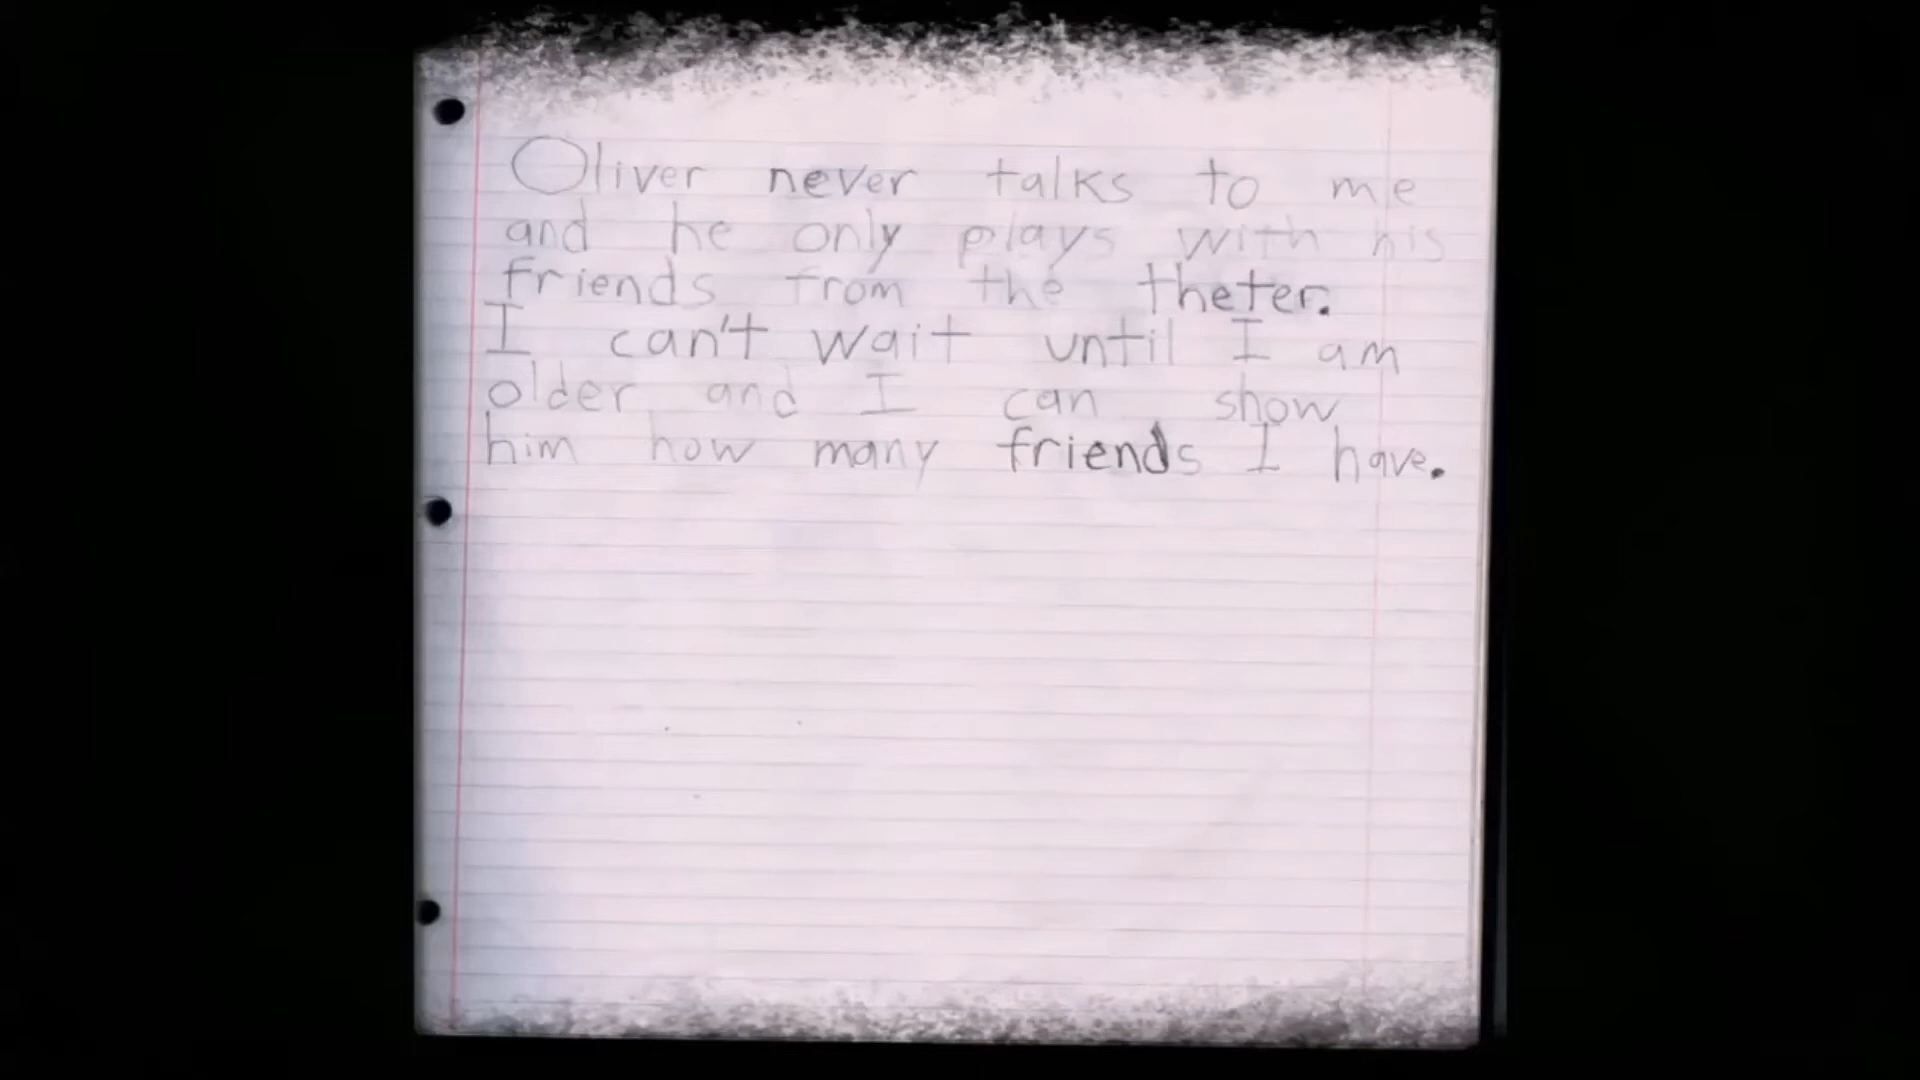 Oliver never talks to me
and he only plays with his
friends from the theter.
I can't wait until I am
older and I can show
him how many friends I have.